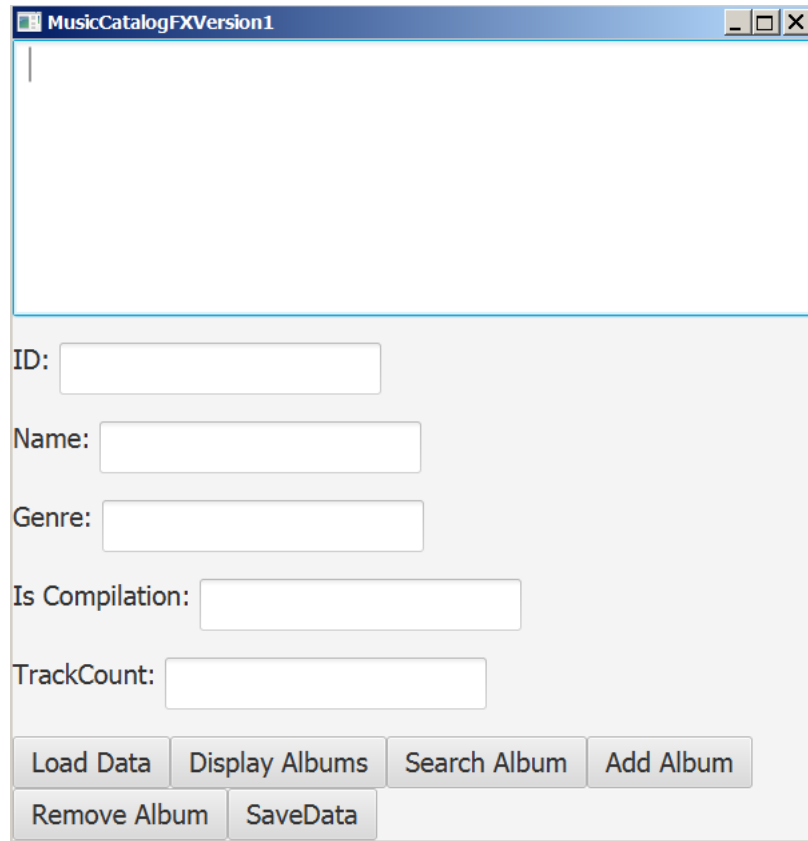 MusicCatalogFXVersion1
ID:
Name:
Genre:
Is Compilation:
TrackCount:
Load Data Display Albums Search Album Add Album
Remove Album SaveData